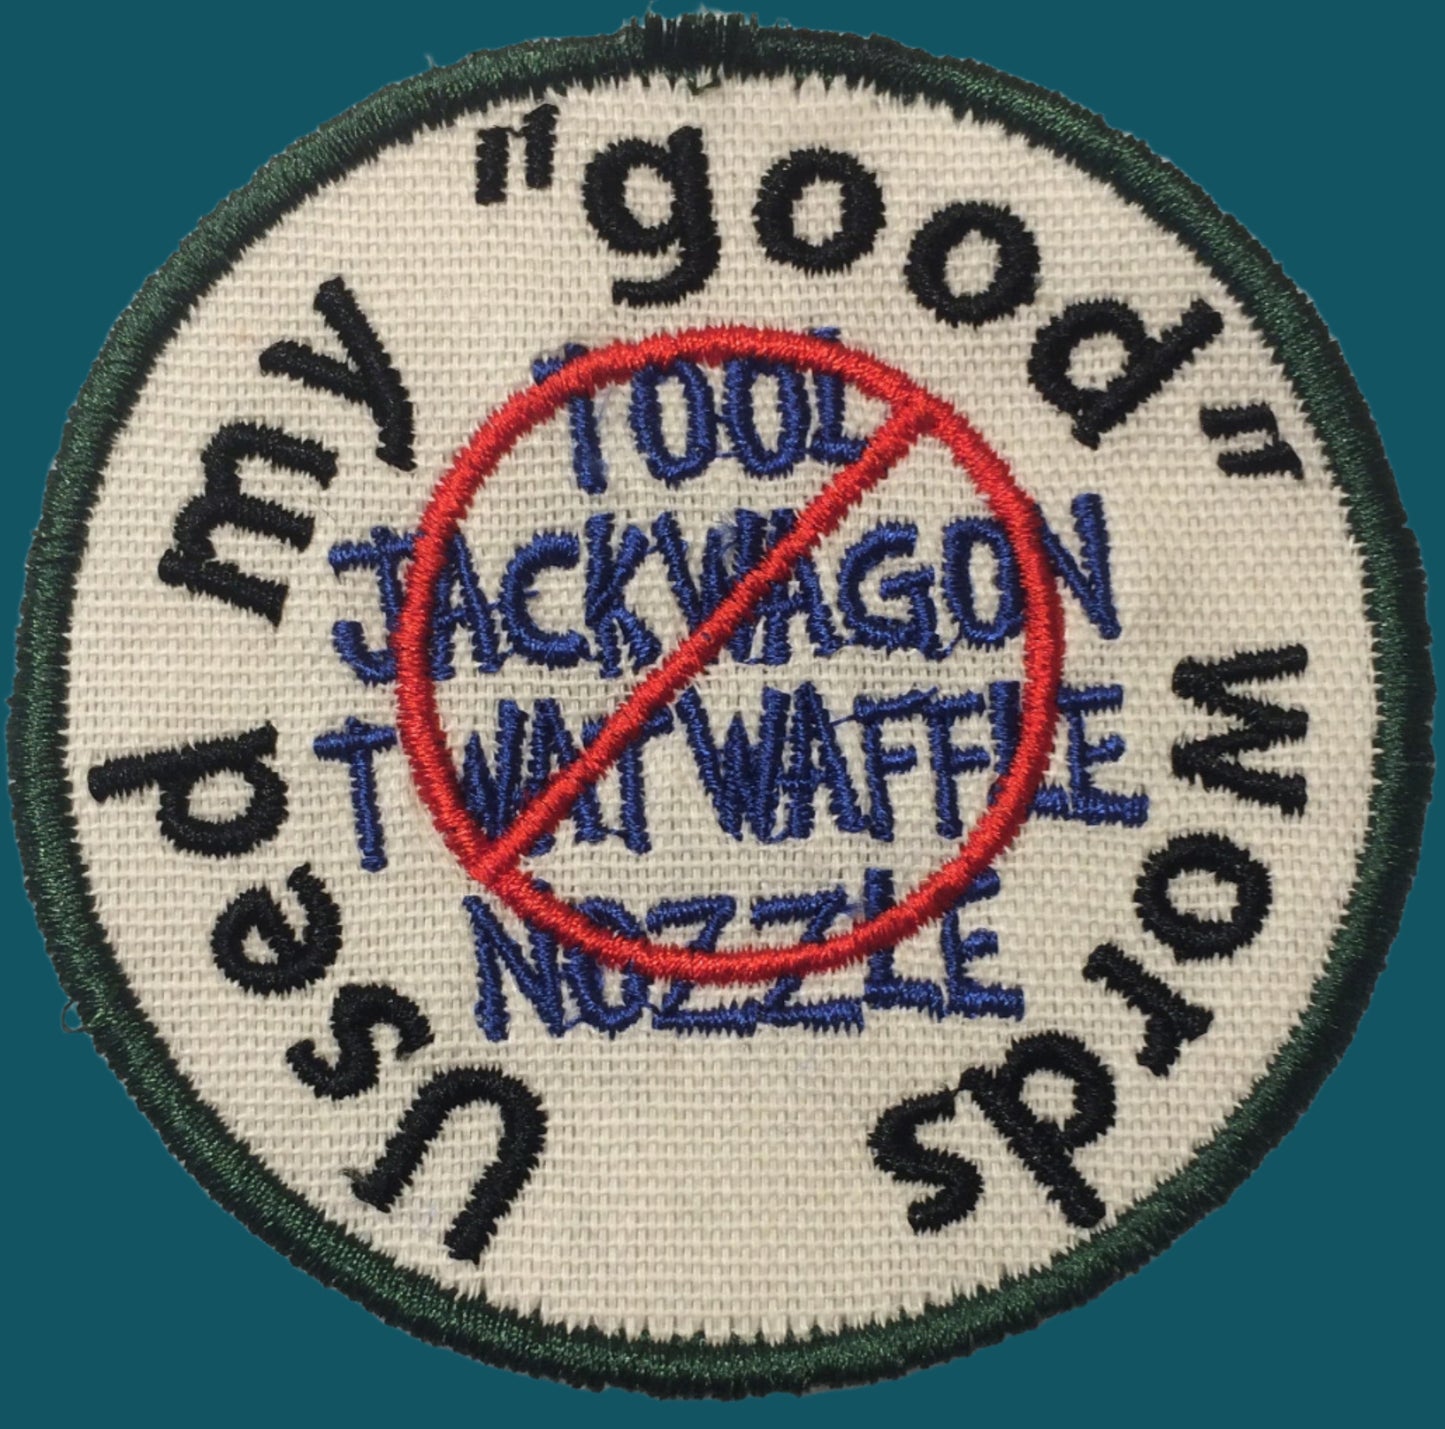 Used my "good" words
TOOL
JACKWAGON
TWATWAFFLE
NOZZLE